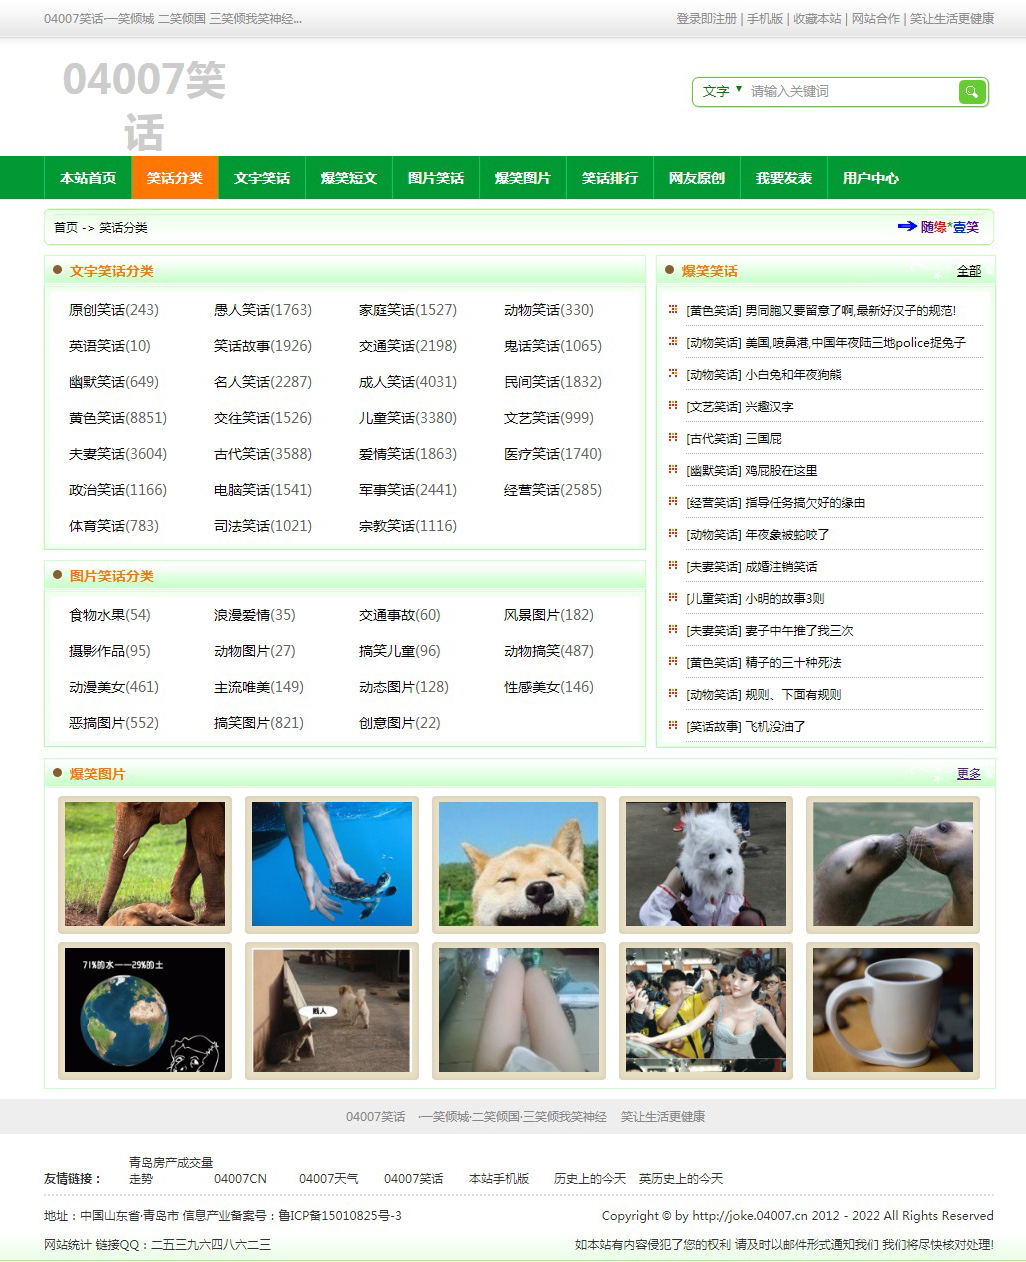 04007笑话·一笑倾城 二笑倾国 三笑倾我笑神经...
登录即注册 | 手机版 | 收藏本站 | 网站合作 | 笑让生活更健康
04007笑
话
文字 ▼ 请输入关键词
本站首页 笑话分类 文字笑话 爆笑短文 图片笑话 爆笑图片 笑话排行 网友原创 我要发表 用户中心
首页 -> 笑话分类
随缘*壹笑
文字笑话分类
原创笑话(243) 愚人笑话(1763) 家庭笑话(1527) 动物笑话(330)
英语笑话(10) 笑话故事(1926) 交通笑话(2198) 鬼话笑话(1065)
幽默笑话(649) 名人笑话(2287) 成人笑话(4031) 民间笑话(1832)
黄色笑话(8851) 交往笑话(1526) 儿童笑话(3380) 文艺笑话(999)
夫妻笑话(3604) 古代笑话(3588) 爱情笑话(1863) 医疗笑话(1740)
政治笑话(1166) 电脑笑话(1541) 军事笑话(2441) 经营笑话(2585)
体育笑话(783) 司法笑话(1021) 宗教笑话(1116)
图片笑话分类
食物水果(54) 浪漫爱情(35) 交通事故(60) 风景图片(182)
摄影作品(95) 动物图片(27) 搞笑儿童(96) 动物搞笑(487)
动漫美女(461) 主流唯美(149) 动态图片(128) 性感美女(146)
恶搞图片(552) 搞笑图片(821) 创意图片(22)
爆笑笑话 全部
[黄色笑话] 男同胞又要留意了啊,最新好汉子的规范!
[动物笑话] 美国,喷鼻港,中国年夜陆三地police捉兔子
[动物笑话] 小白兔和年夜狗熊
[文艺笑话] 兴趣汉字
[古代笑话] 三国屁
[幽默笑话] 鸡屁股在这里
[经营笑话] 指导任务搞欠好的缘由
[动物笑话] 年夜象被蛇咬了
[夫妻笑话] 成婚注销笑话
[儿童笑话] 小明的故事3则
[夫妻笑话] 妻子中午推了我三次
[黄色笑话] 精子的三十种死法
[动物笑话] 规则、下面有规则
[笑话故事] 飞机没油了
爆笑图片 更多
71%的水——29%的土
贱人
04007笑话 ·一笑倾城·二笑倾国·三笑倾我笑神经 笑让生活更健康
友情链接： 青岛房产成交量走势 04007CN 04007天气 04007笑话 本站手机版 历史上的今天 英历史上的今天
地址：中国山东省·青岛市 信息产业备案号：鲁ICP备15010825号-3
Copyright © by http://joke.04007.cn 2012 - 2022 All Rights Reserved
网站统计 链接QQ：二五三九六四八六二三
如本站有内容侵犯了您的权利 请及时以邮件形式通知我们 我们将尽快核对处理!